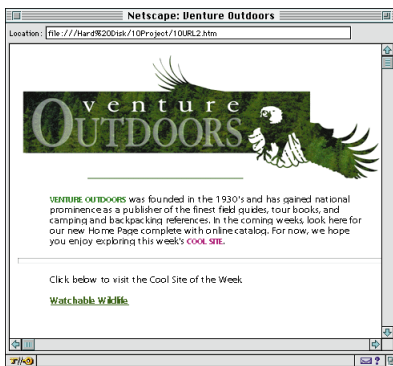 Netscape: Venture Outdoors
Location: file:///Hard%20Disk/10Project/10URL2.htm
venture
OUTDOORS
VENTURE OUTDOORS was founded in the 1930's and has gained national
prominence as a publisher of the finest field guides, tour books, and
camping and backpacking references. In the coming weeks, look here for
our new Home Page complete with online catalog. For now, we hope
you enjoy exploring this week's COOL SITE.
Click below to visit the Cool Site of the Week
Watchable Wildlife
?